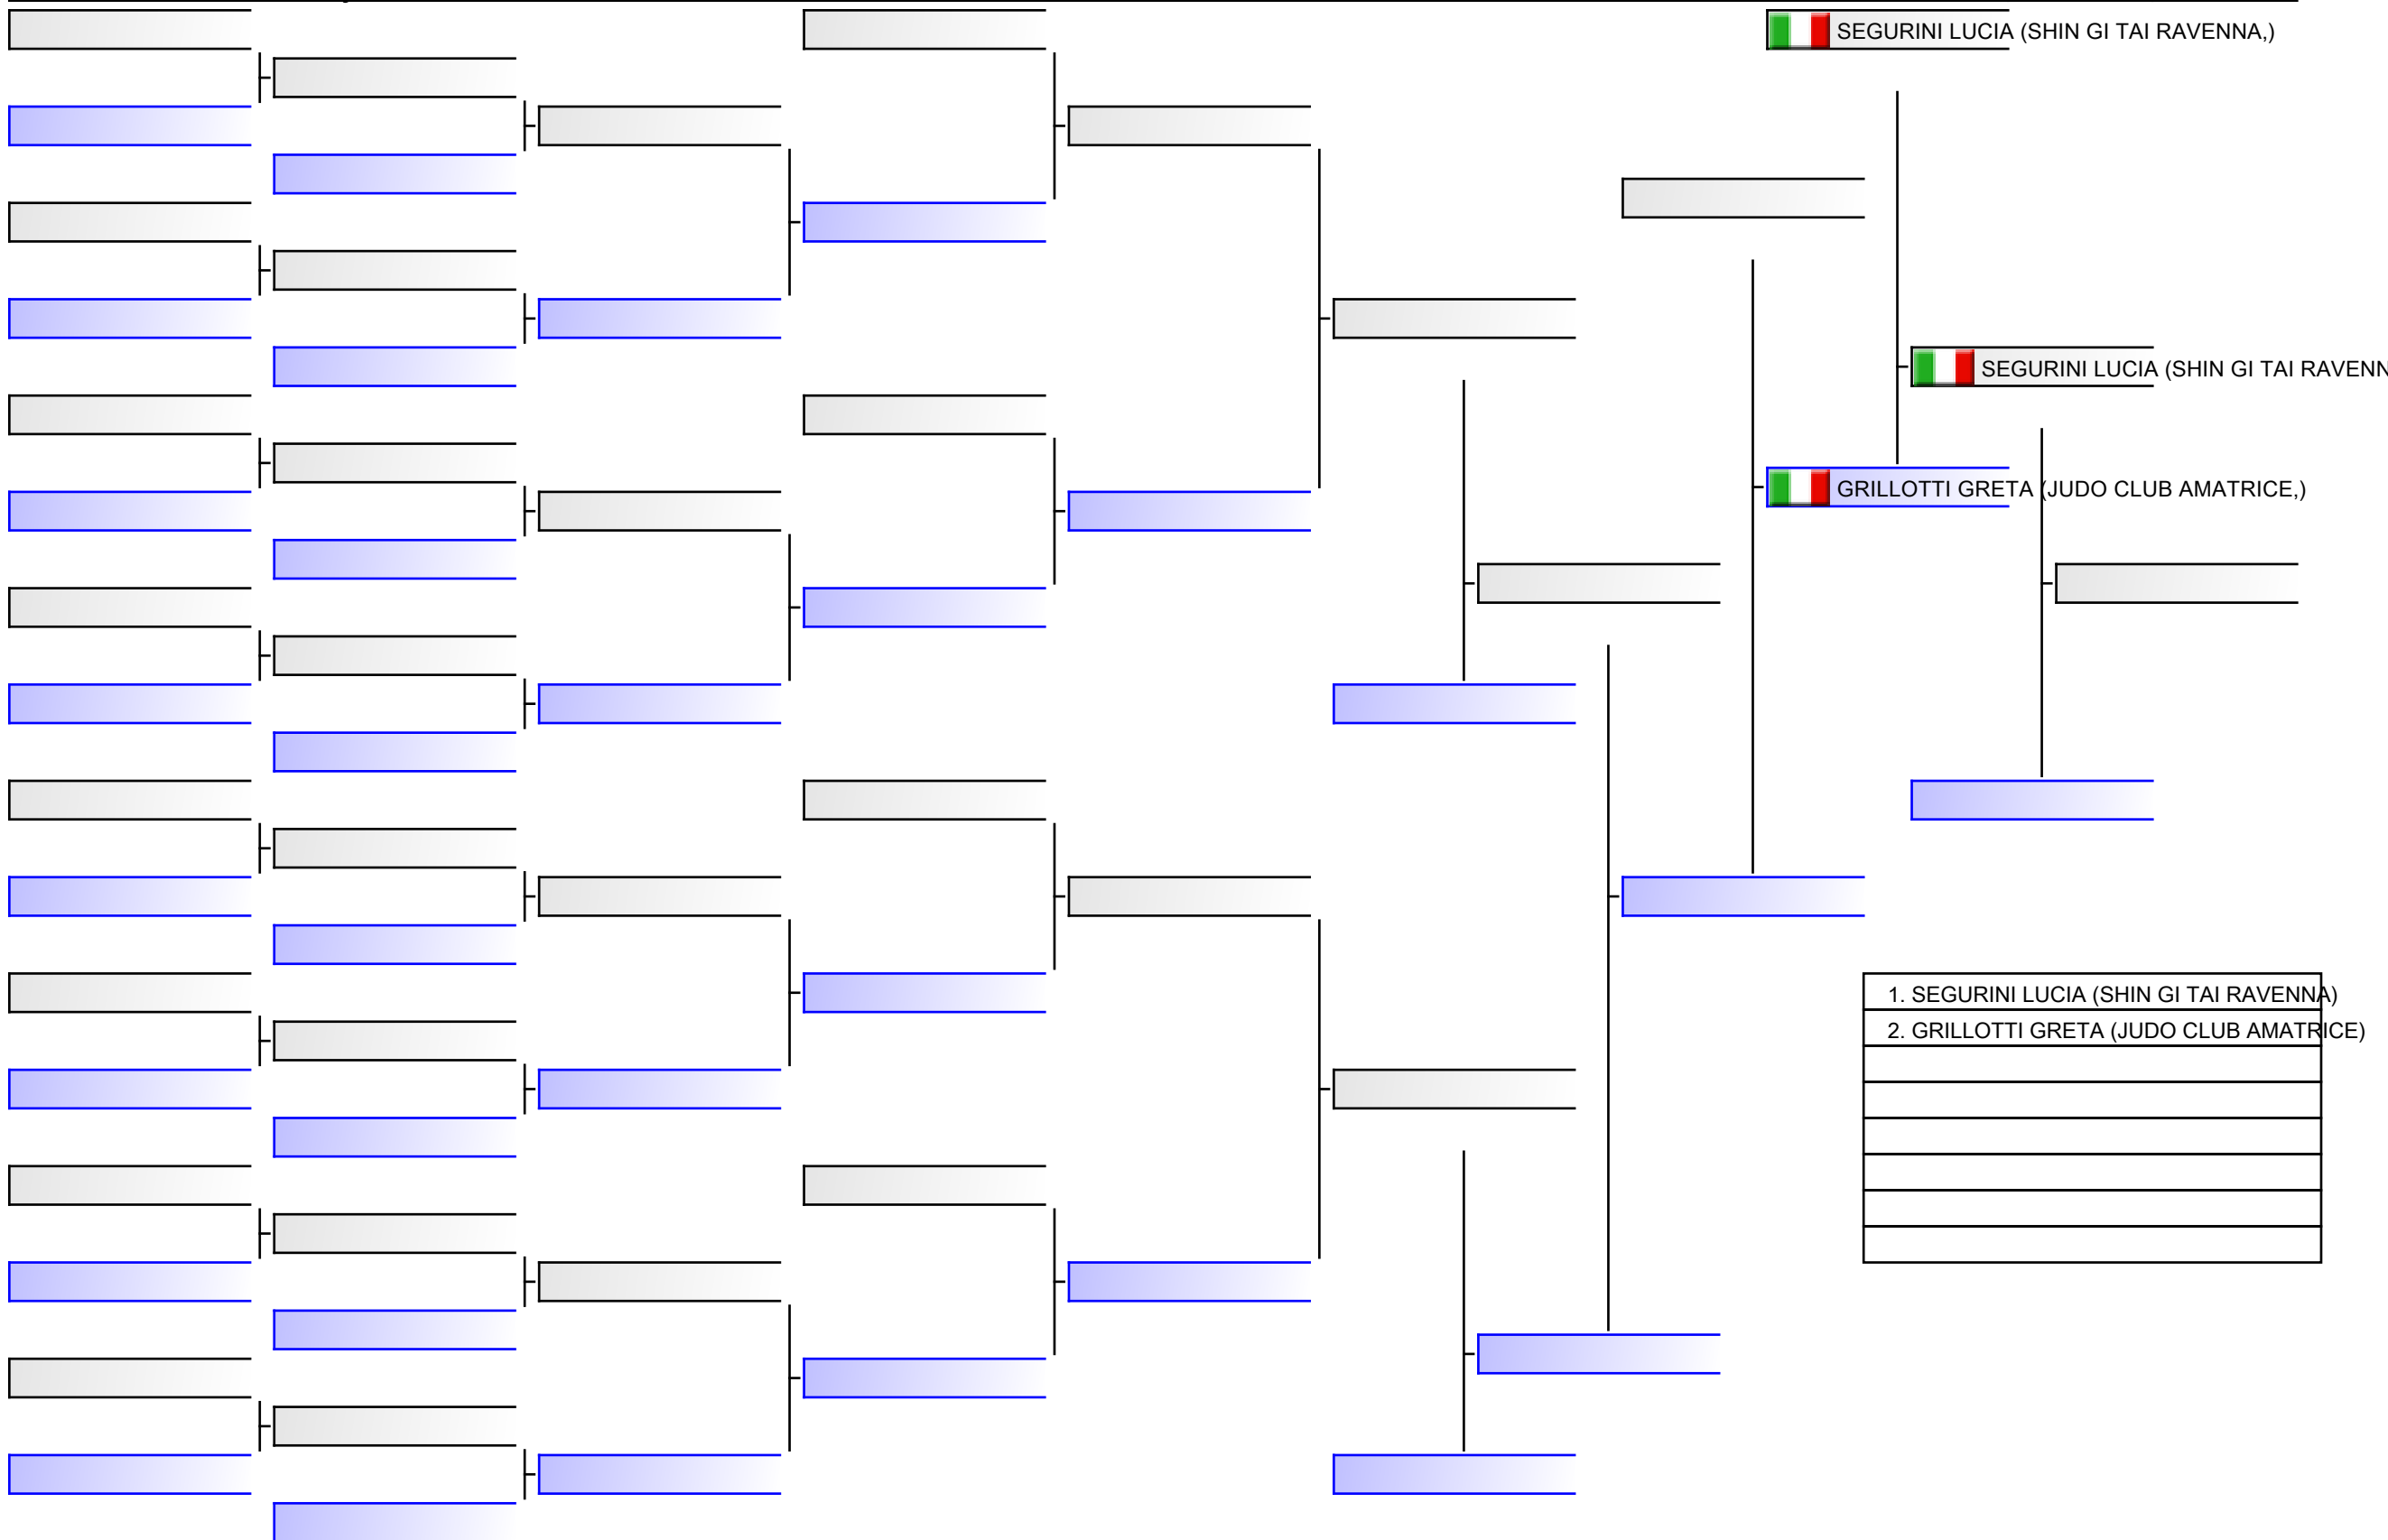 SEGURINI LUCIA (SHIN GI TAI RAVENNA,)
SEGURINI LUCIA (SHIN GI TAI RAVENN
GRILLOTTI GRETA (JUDO CLUB AMATRICE,)
1. SEGURINI LUCIA (SHIN GI TAI RAVENNA)
2. GRILLOTTI GRETA (JUDO CLUB AMATRICE)